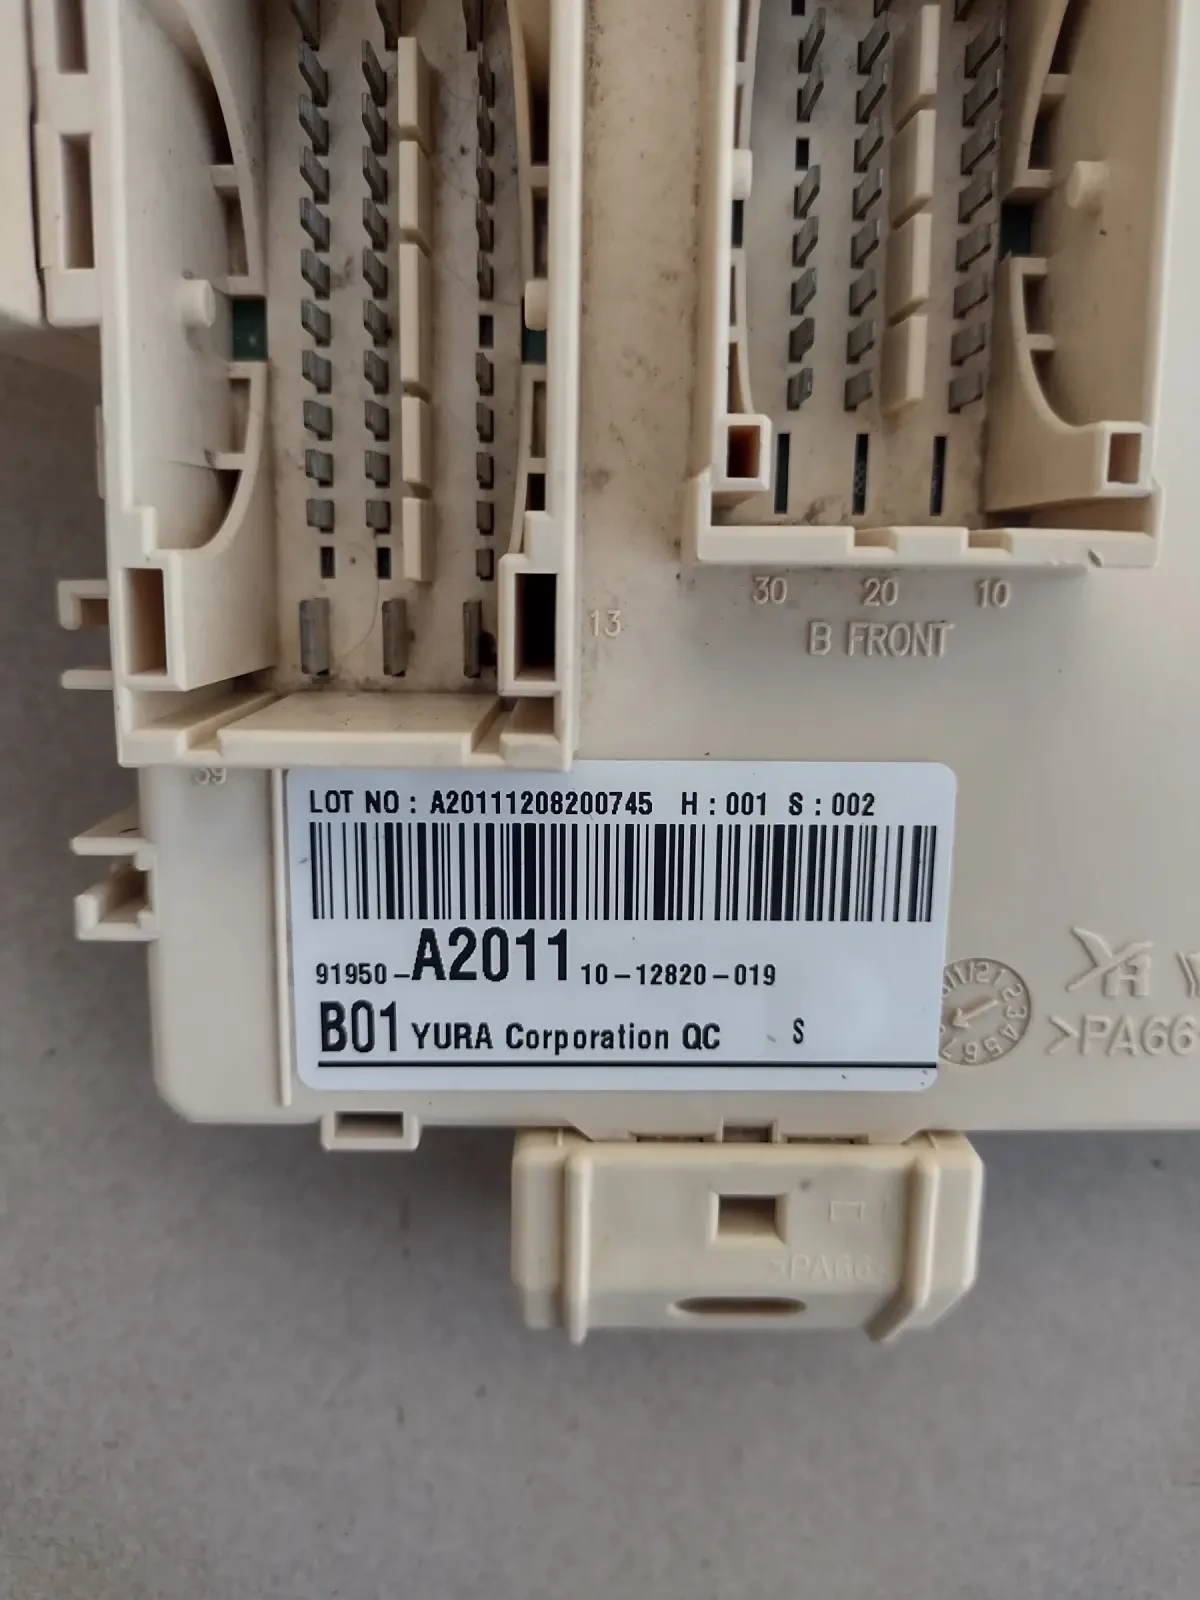 13
30 20 10
B FRONT
39
LOT NO : A20111208200745 H : 001 S : 002
91950-A2011 10-12820-019
B01 YURA Corporation QC S
>PA66
>PA66